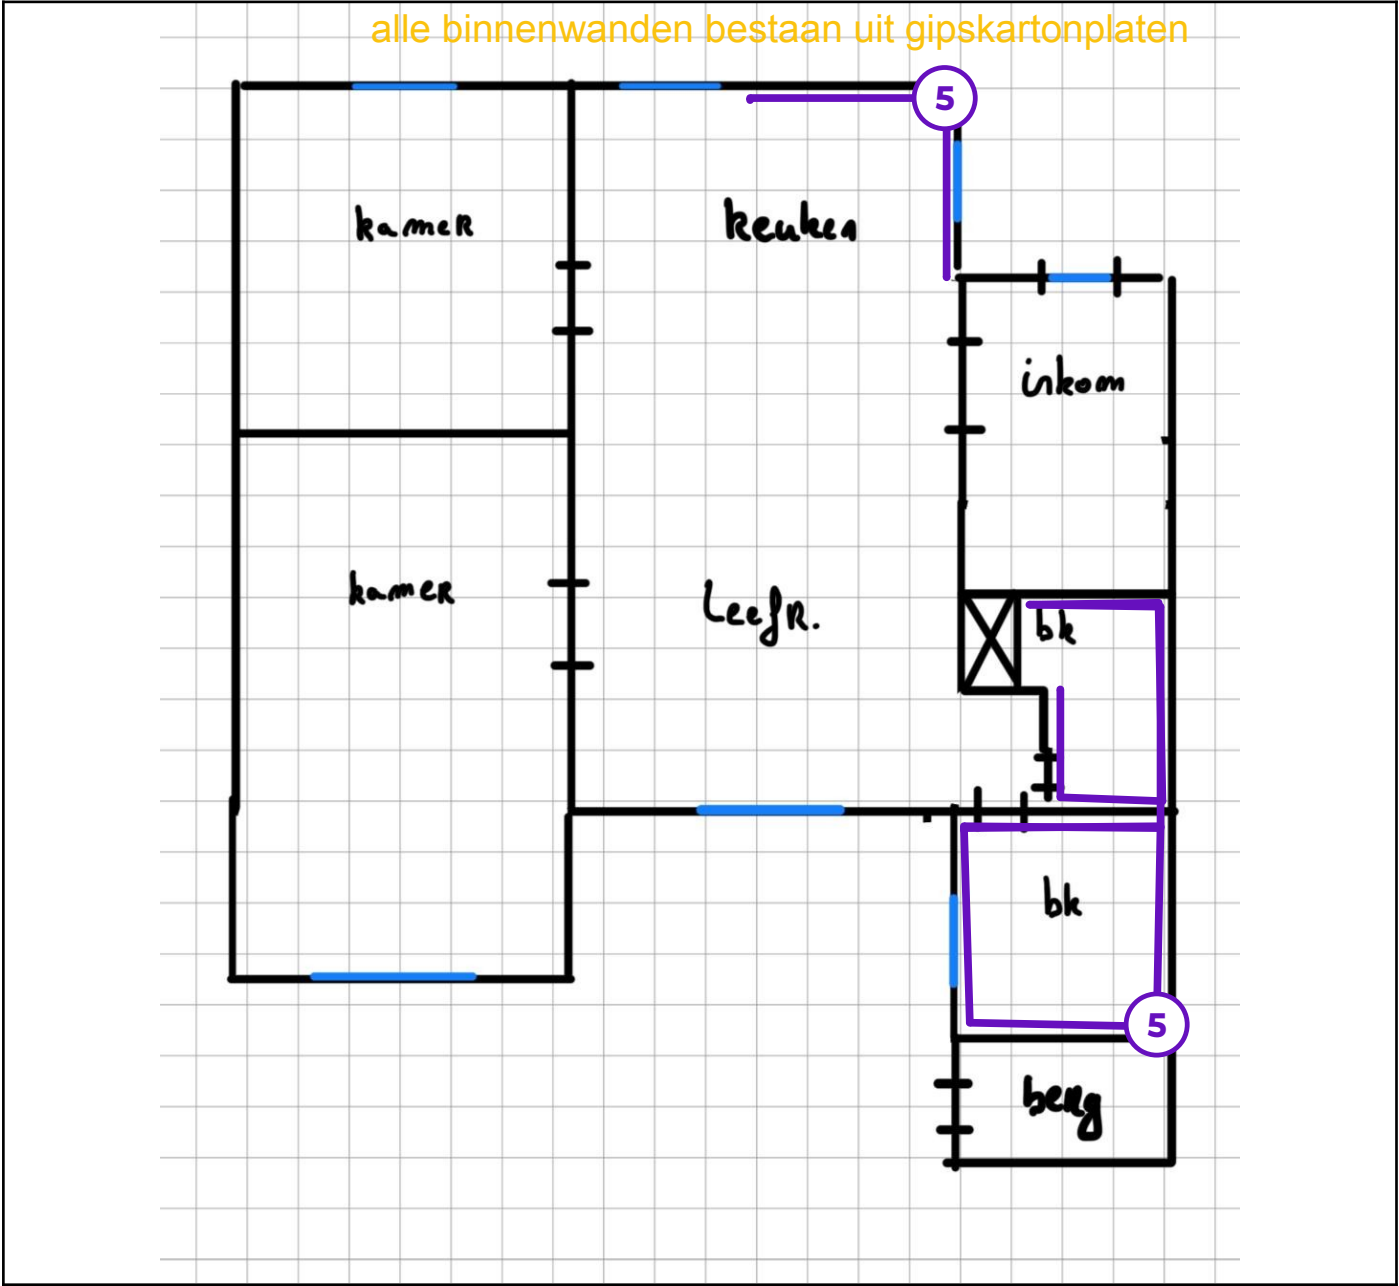 alle binnenwanden bestaan uit gipskartonplaten
5
kamer
keuken
inkom
kamer
Leefr.
bk
bk
5
berg